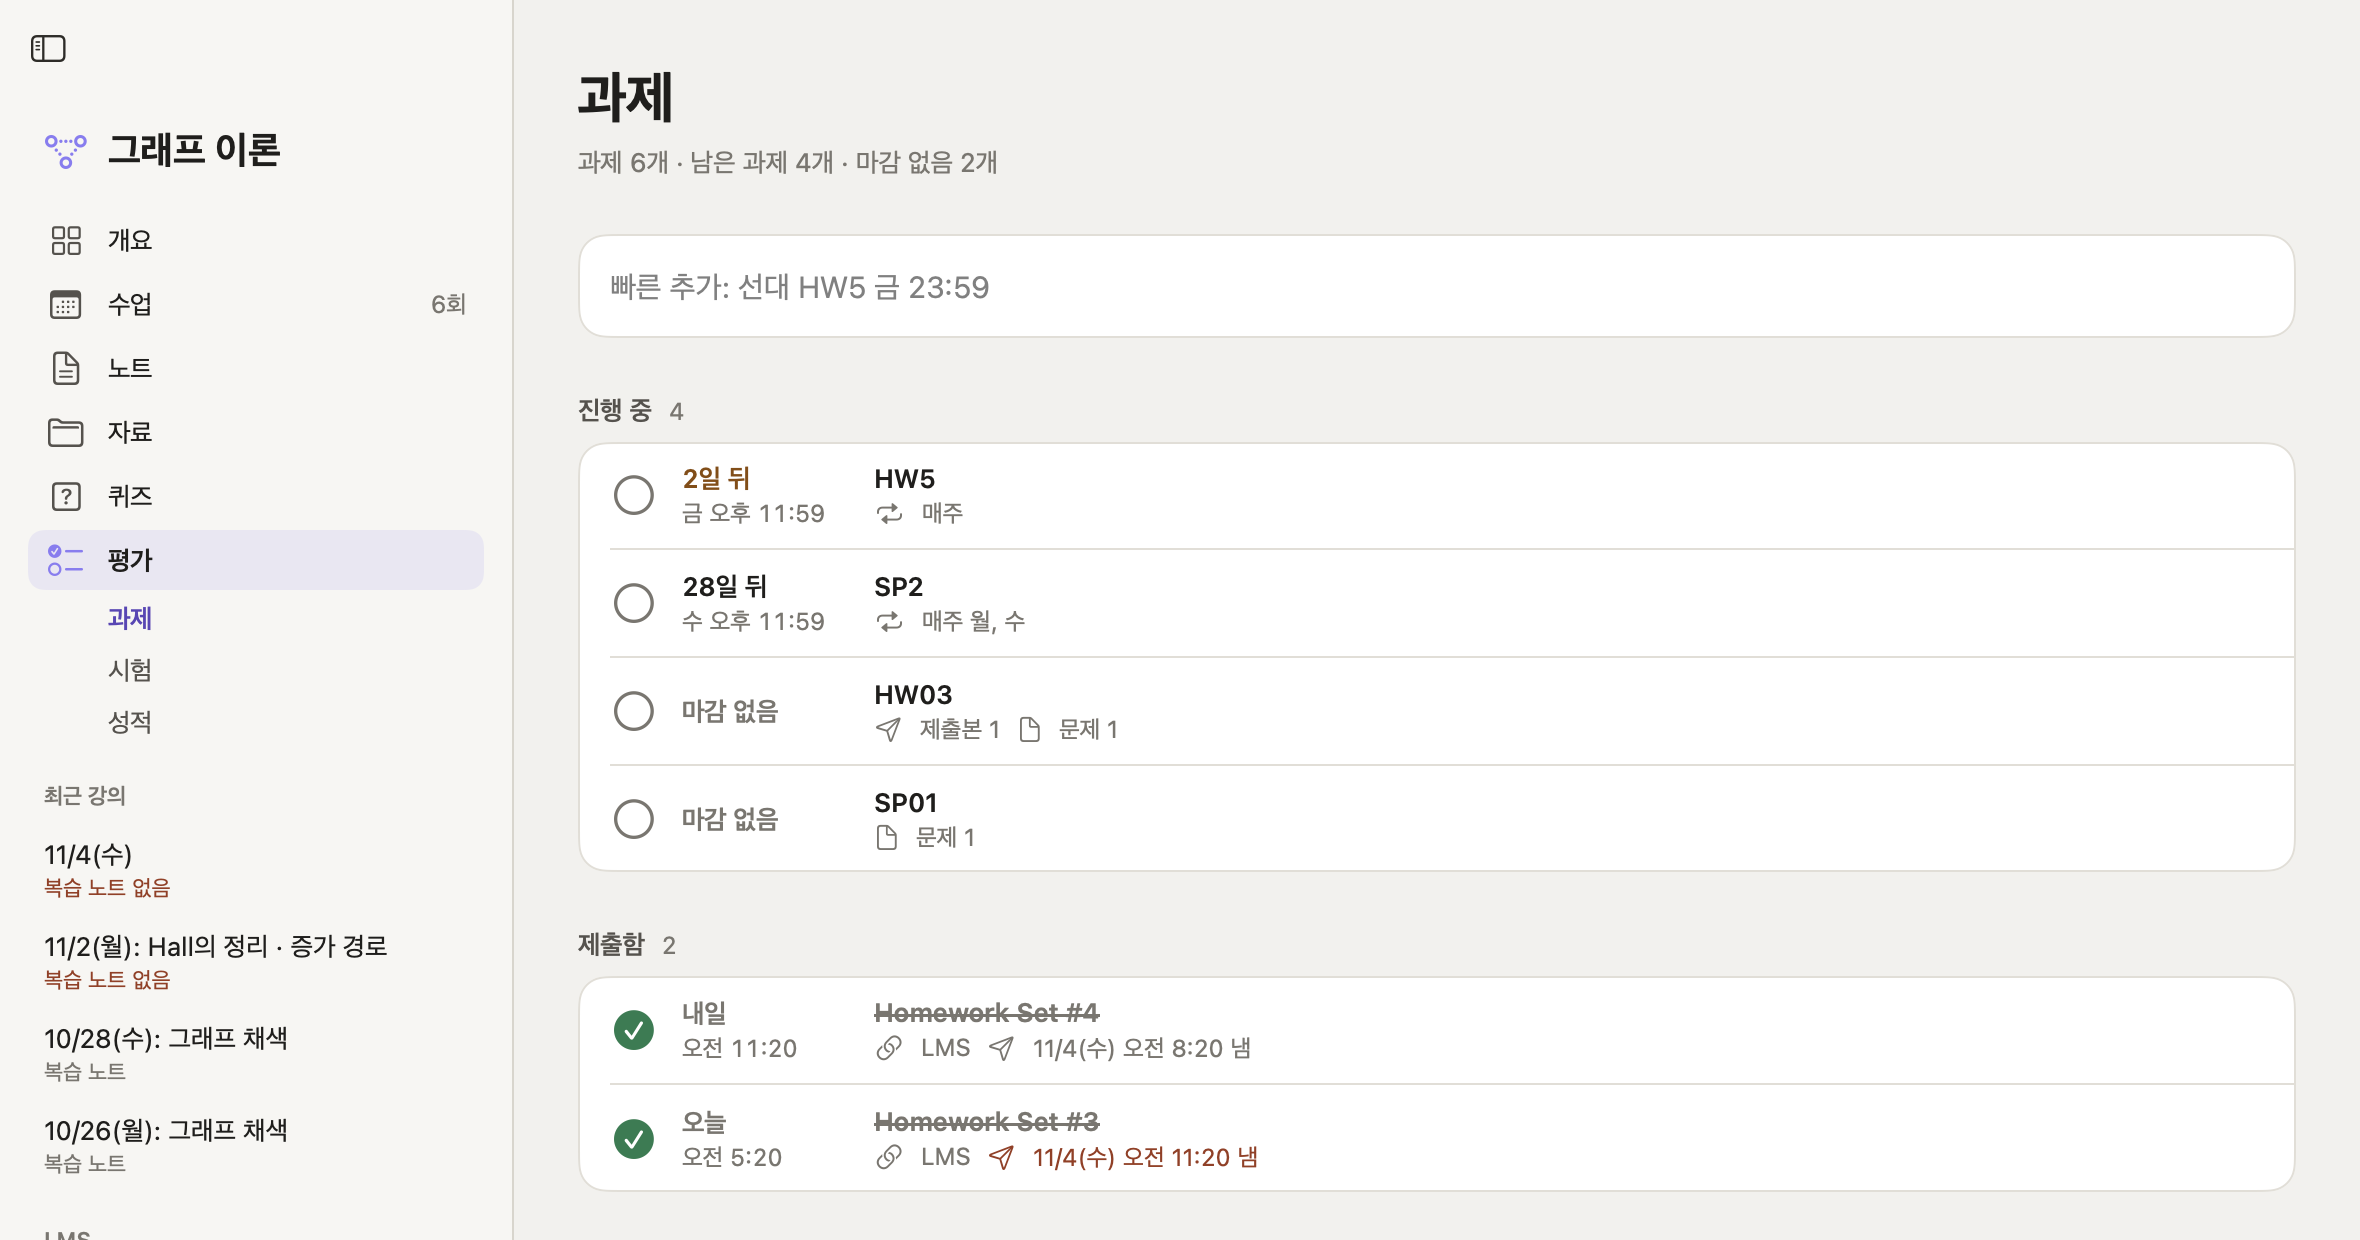 그래프 이론
개요
수업 6회
노트
자료
퀴즈
평가
과제
시험
성적
최근 강의
11/4(수)
복습 노트 없음
11/2(월): Hall의 정리 · 증가 경로
복습 노트 없음
10/28(수): 그래프 채색
복습 노트
10/26(월): 그래프 채색
복습 노트
LMS
과제
과제 6개 · 남은 과제 4개 · 마감 없음 2개
빠른 추가: 선대 HW5 금 23:59
진행 중 4
2일 뒤 HW5
금 오후 11:59 매주
28일 뒤 SP2
수 오후 11:59 매주 월, 수
HW03
마감 없음
제출본 1 문제 1
SP01
마감 없음
문제 1
제출함 2
내일 Homework Set #4
오전 11:20 LMS 11/4(수) 오전 8:20 냄
오늘 Homework Set #3
오전 5:20 LMS 11/4(수) 오전 11:20 냄